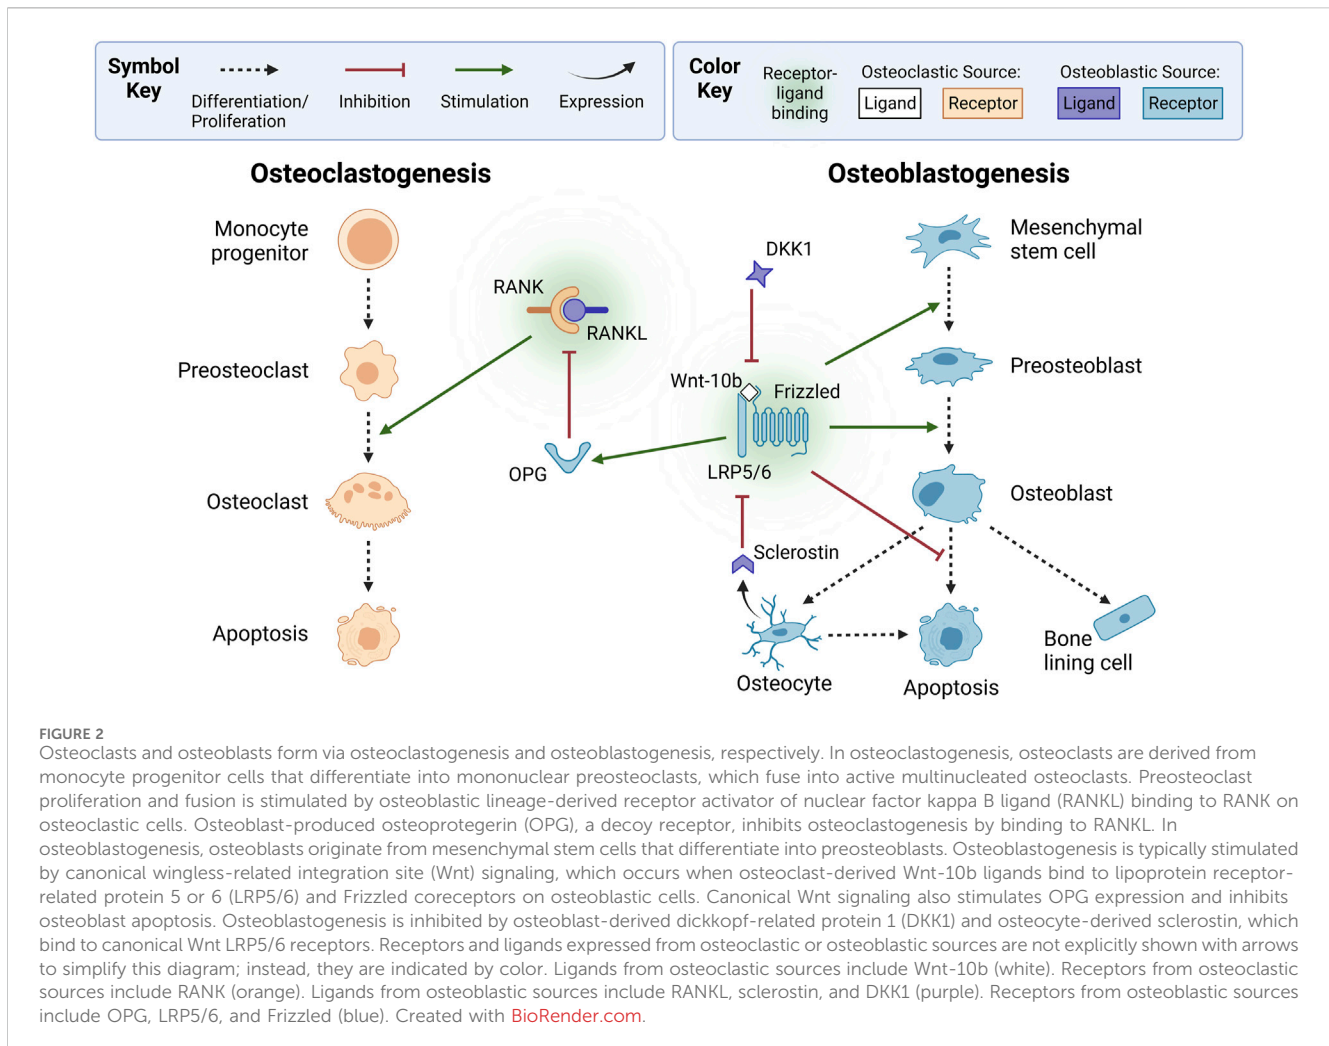 Symbol
Key
Differentiation/
Proliferation
Inhibition
Stimulation
Expression
Color
Key
Receptor-
ligand
binding
Osteoclastic Source:
Ligand
Receptor
Osteoblastic Source:
Ligand
Receptor
Osteoclastogenesis
Osteoblastogenesis
Monocyte
progenitor
Preosteoclast
Osteoclast
Apoptosis
RANK
RANKL
OPG
DKK1
Wnt-10b
Frizzled
LRP5/6
Sclerostin
Osteocyte
Mesenchymal
stem cell
Preosteoblast
Osteoblast
Apoptosis
Bone
lining cell
FIGURE 2
Osteoclasts and osteoblasts form via osteoclastogenesis and osteoblastogenesis, respectively. In osteoclastogenesis, osteoclasts are derived from
monocyte progenitor cells that differentiate into mononuclear preosteoclasts, which fuse into active multinucleated osteoclasts. Preosteoclast
proliferation and fusion is stimulated by osteoblastic lineage-derived receptor activator of nuclear factor kappa B ligand (RANKL) binding to RANK on
osteoclastic cells. Osteoblast-produced osteoprotegerin (OPG), a decoy receptor, inhibits osteoclastogenesis by binding to RANKL. In
osteoblastogenesis, osteoblasts originate from mesenchymal stem cells that differentiate into preosteoblasts. Osteoblastogenesis is typically stimulated
by canonical wingless-related integration site (Wnt) signaling, which occurs when osteoclast-derived Wnt-10b ligands bind to lipoprotein receptor-
related protein 5 or 6 (LRP5/6) and Frizzled coreceptors on osteoblastic cells. Canonical Wnt signaling also stimulates OPG expression and inhibits
osteoblast apoptosis. Osteoblastogenesis is inhibited by osteoblast-derived dickkopf-related protein 1 (DKK1) and osteocyte-derived sclerostin, which
bind to canonical Wnt LRP5/6 receptors. Receptors and ligands expressed from osteoclastic or osteoblastic sources are not explicitly shown with arrows
to simplify this diagram; instead, they are indicated by color. Ligands from osteoclastic sources include Wnt-10b (white). Receptors from osteoclastic
sources include RANK (orange). Ligands from osteoblastic sources include RANKL, sclerostin, and DKK1 (purple). Receptors from osteoblastic sources
include OPG, LRP5/6, and Frizzled (blue). Created with BioRender.com.